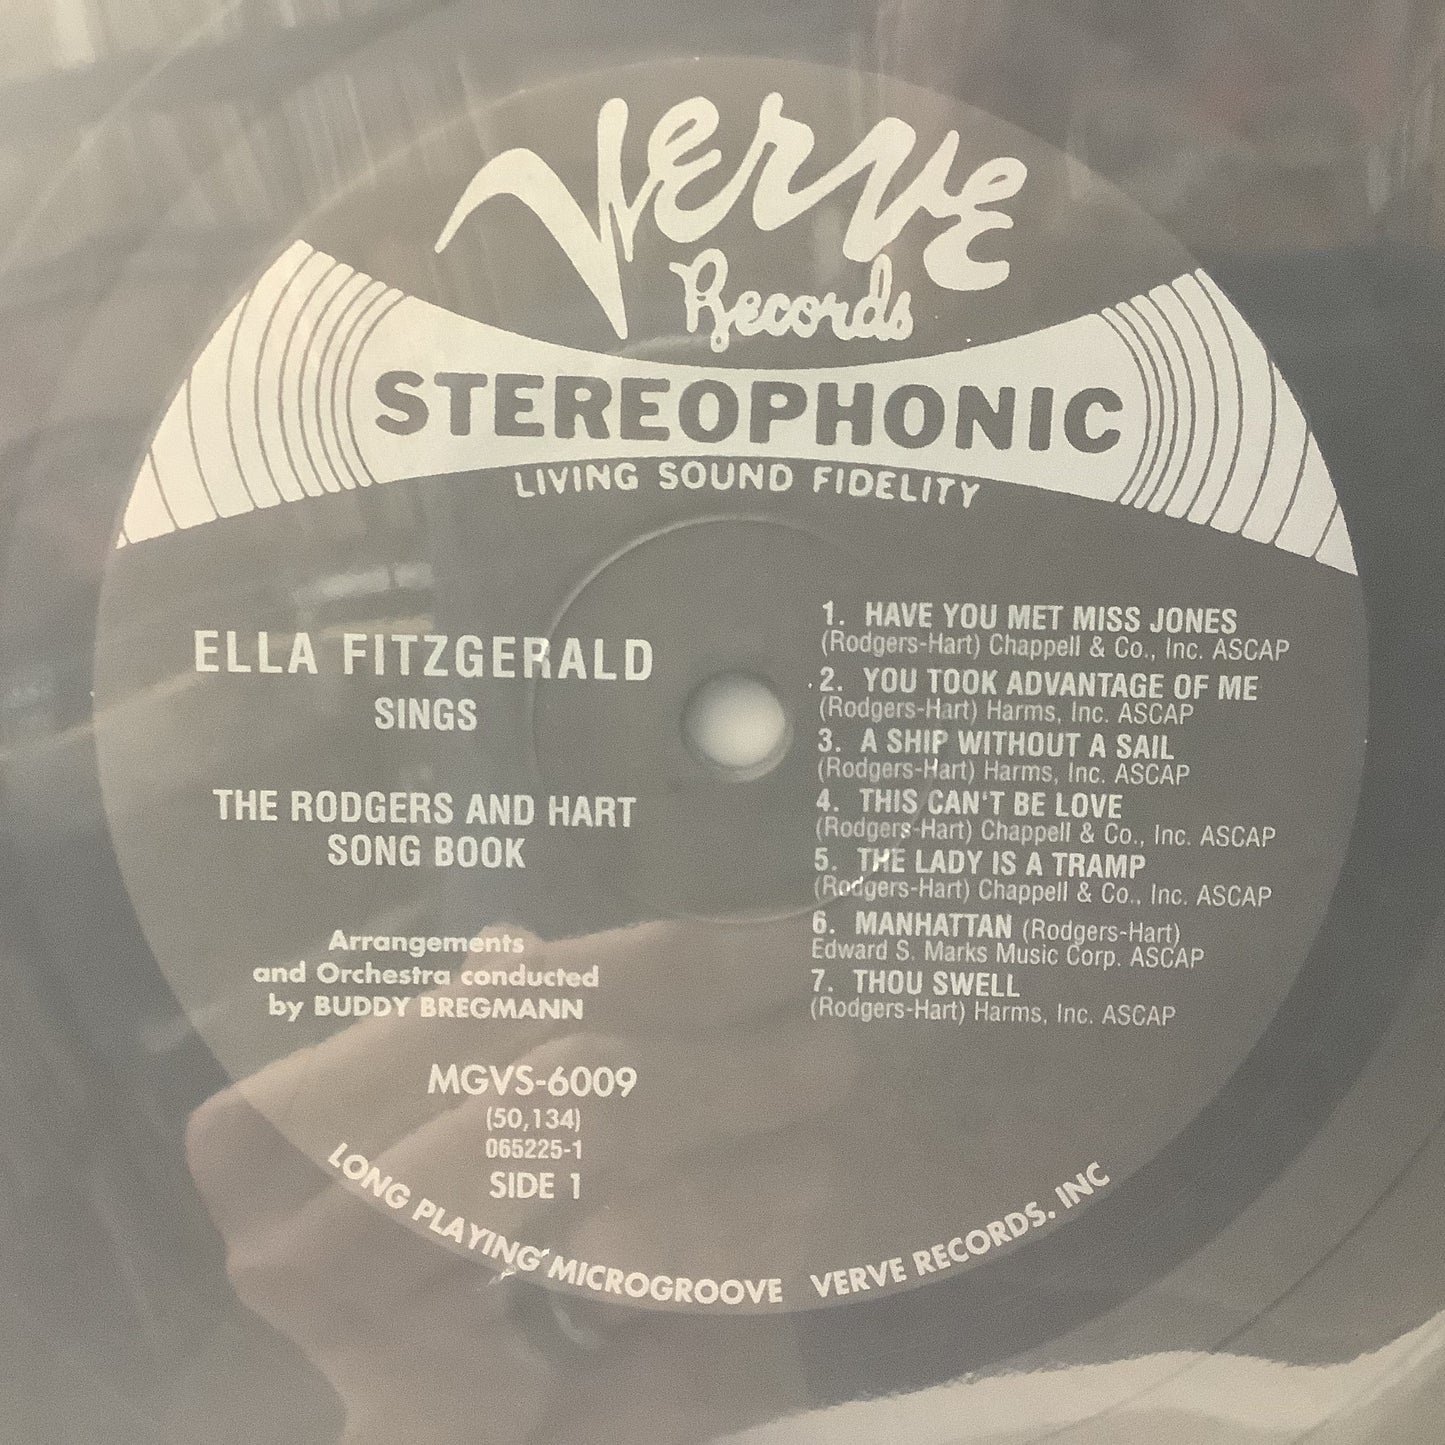 Verve
Records
STEREOPHONIC
LIVING SOUND FIDELITY
ELLA FITZGERALD
SINGS
THE RODGERS AND HART
SONG BOOK
Arrangements
and Orchestra conducted
by BUDDY BREGMANN
MGVS-6009
(50,134)
065225-1
SIDE 1
1. HAVE YOU MET MISS JONES
(Rodgers-Hart) Chappell & Co., Inc. ASCAP
2. YOU TOOK ADVANTAGE OF ME
(Rodgers-Hart) Harms, Inc. ASCAP
3. A SHIP WITHOUT A SAIL
(Rodgers-Hart) Harms, Inc. ASCAP
4. THIS CAN'T BE LOVE
(Rodgers-Hart) Chappell & Co., Inc. ASCAP
5. THE LADY IS A TRAMP
(Rodgers-Hart) Chappell & Co., Inc. ASCAP
6. MANHATTAN (Rodgers-Hart)
Edward S. Marks Music Corp. ASCAP
7. THOU SWELL
(Rodgers-Hart) Harms, Inc. ASCAP
LONG PLAYING MICROGROOVE VERVE RECORDS. INC